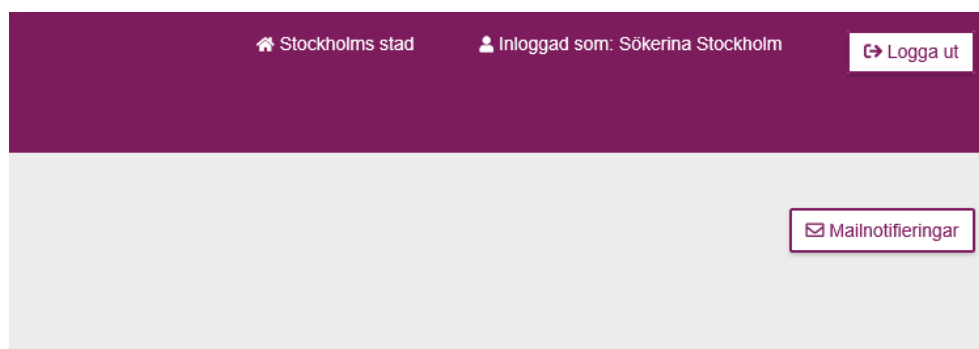 Stockholms stad
Inloggad som: Sökerina Stockholm
Logga ut
Mailnotifieringar